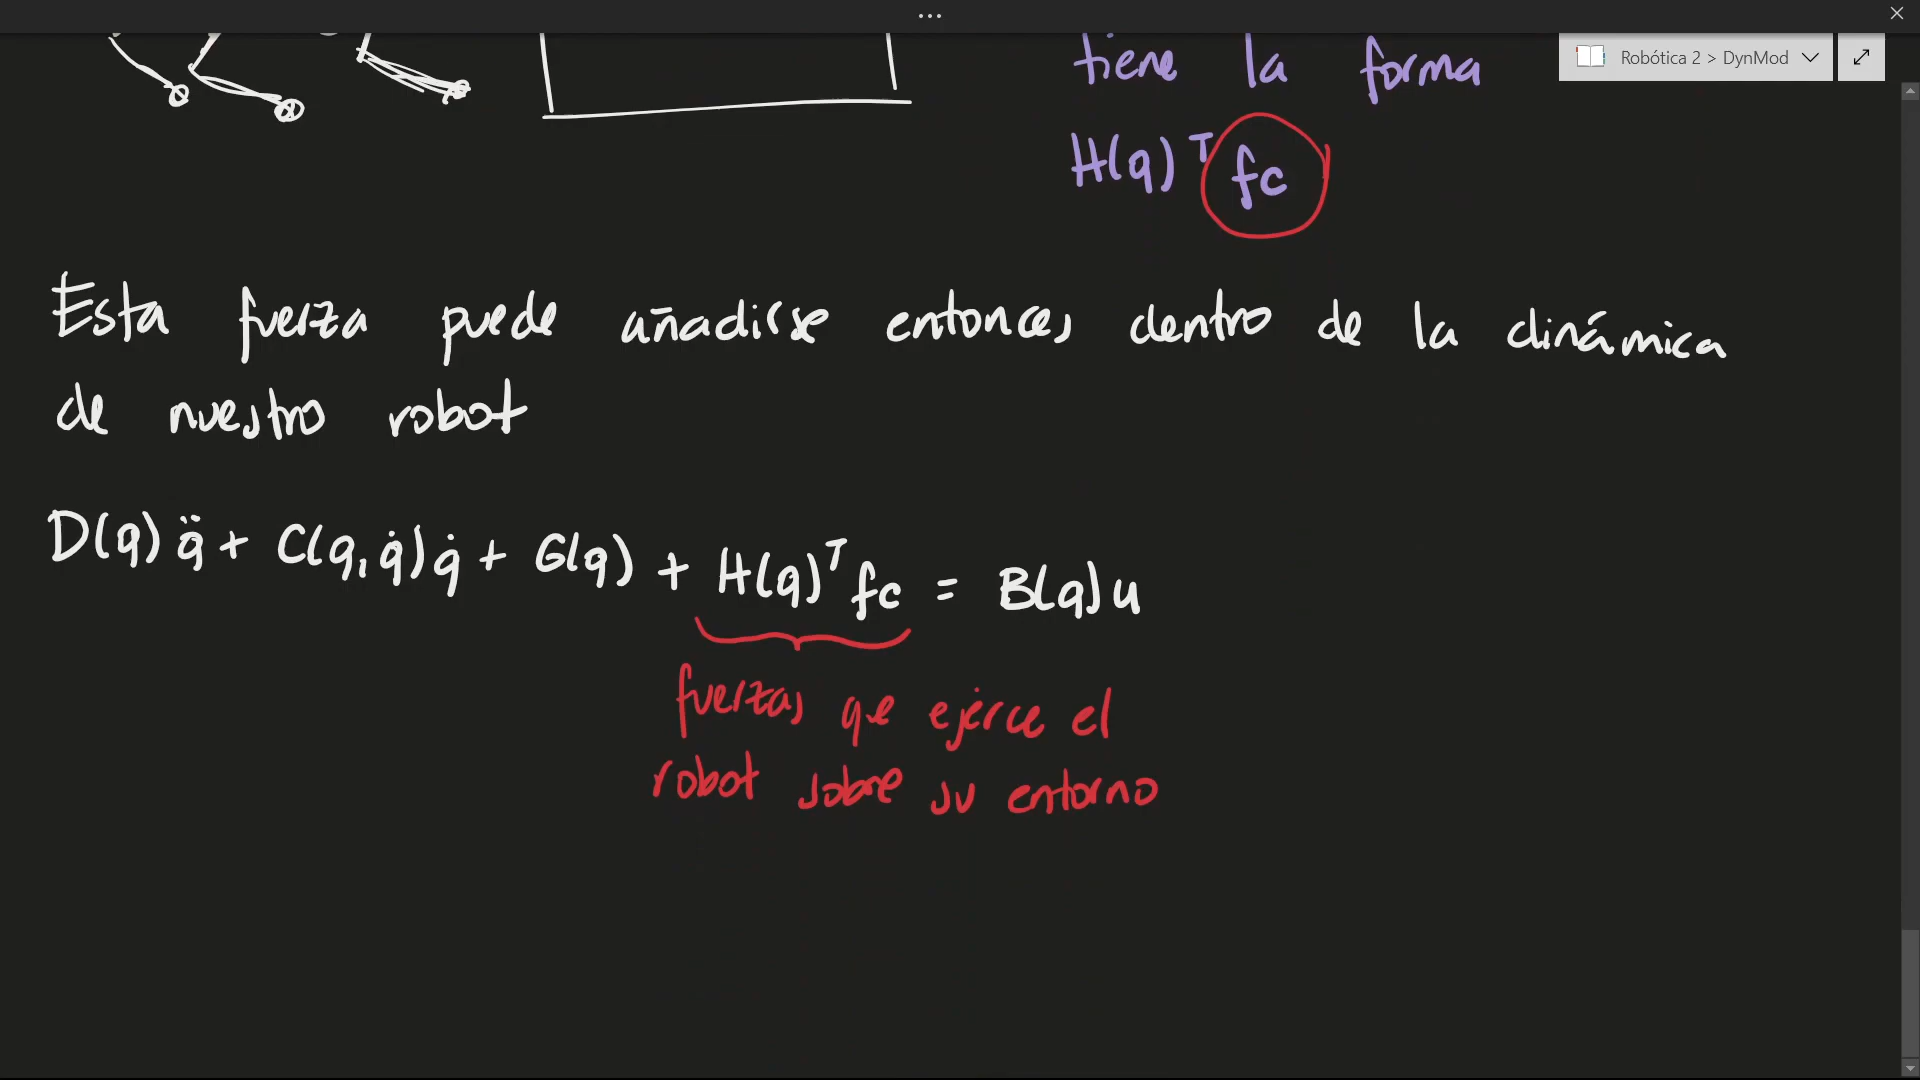 Robótica 2 > DynMod
tiene la forma
H(q)ᵀ fc
Esta fuerza puede añadirse entonces dentro de la dinámica
de nuestro robot
D(q) q̈ + C(q, q̇) q̇ + G(q) + H(q)ᵀ fc = B(q) u
fuerzas que ejerce el
robot sobre su entorno